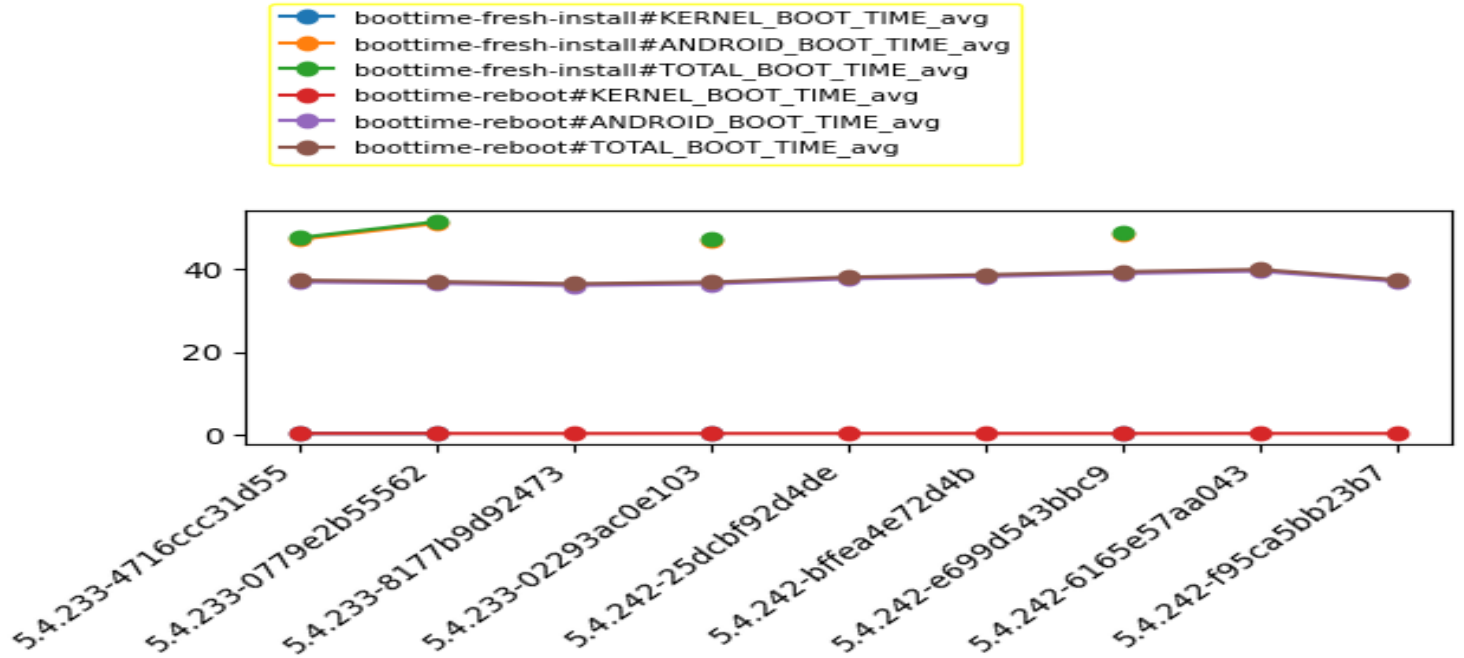 boottime-fresh-install#KERNEL_BOOT_TIME_avg
boottime-fresh-install#ANDROID_BOOT_TIME_avg
boottime-fresh-install#TOTAL_BOOT_TIME_avg
boottime-reboot#KERNEL_BOOT_TIME_avg
boottime-reboot#ANDROID_BOOT_TIME_avg
boottime-reboot#TOTAL_BOOT_TIME_avg
40
20
0
5.4.233-4716ccc31d55
5.4.233-0779e2b55562
5.4.233-8177b9d92473
5.4.233-02293ac0e103
5.4.242-25dcbf92d4de
5.4.242-bffea4e72d4b
5.4.242-e699d543bbc9
5.4.242-6165e57aa043
5.4.242-f95ca5bb23b7